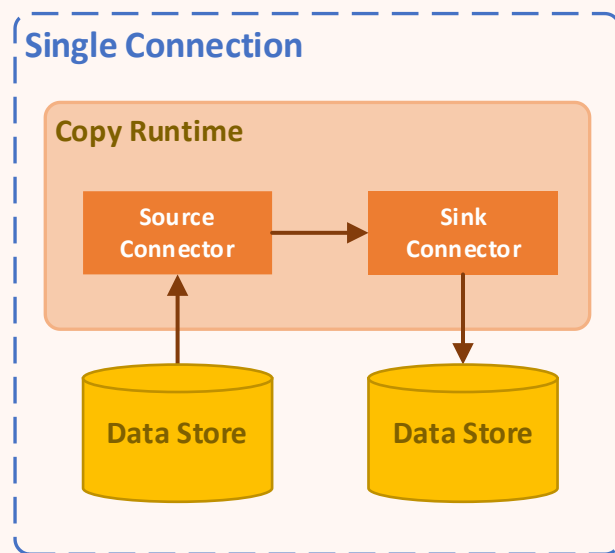 Single Connection
Copy Runtime
Source
Connector
Sink
Connector
Data Store
Data Store